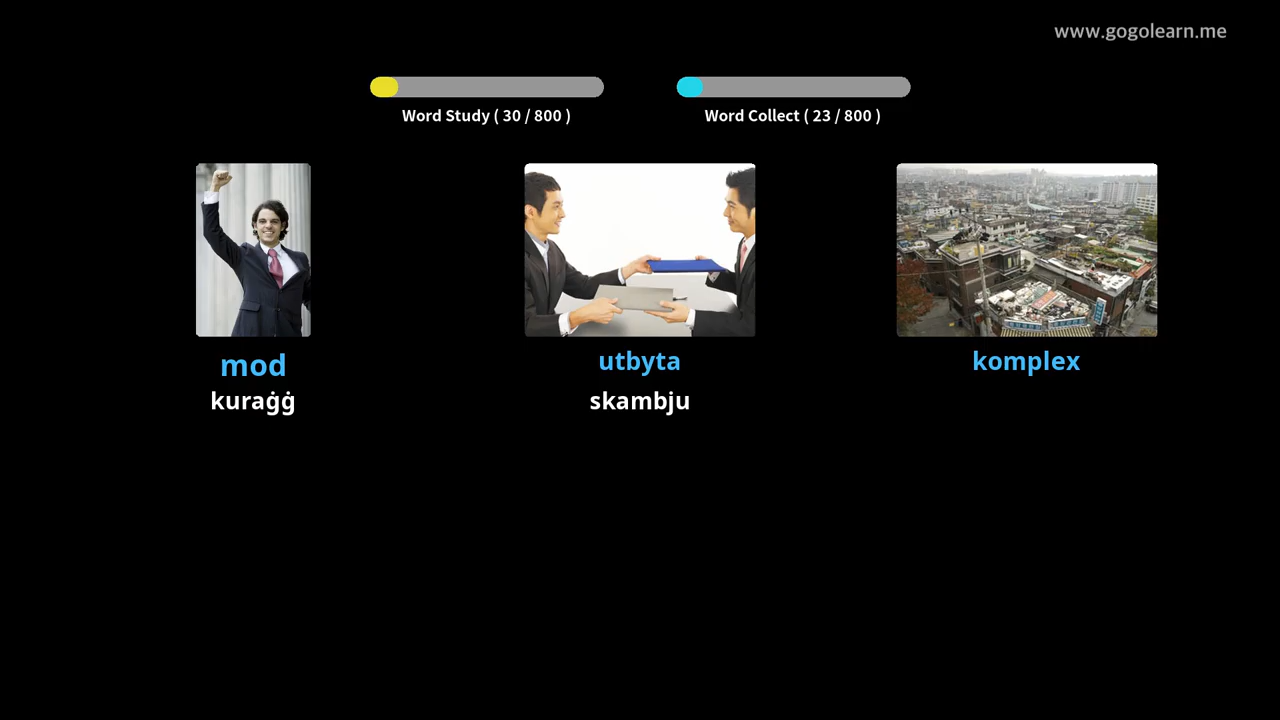 www.gogolearn.me
Word Study ( 30 / 800 )
Word Collect ( 23 / 800 )
mod
utbyta
komplex
kuraġġ
skambju